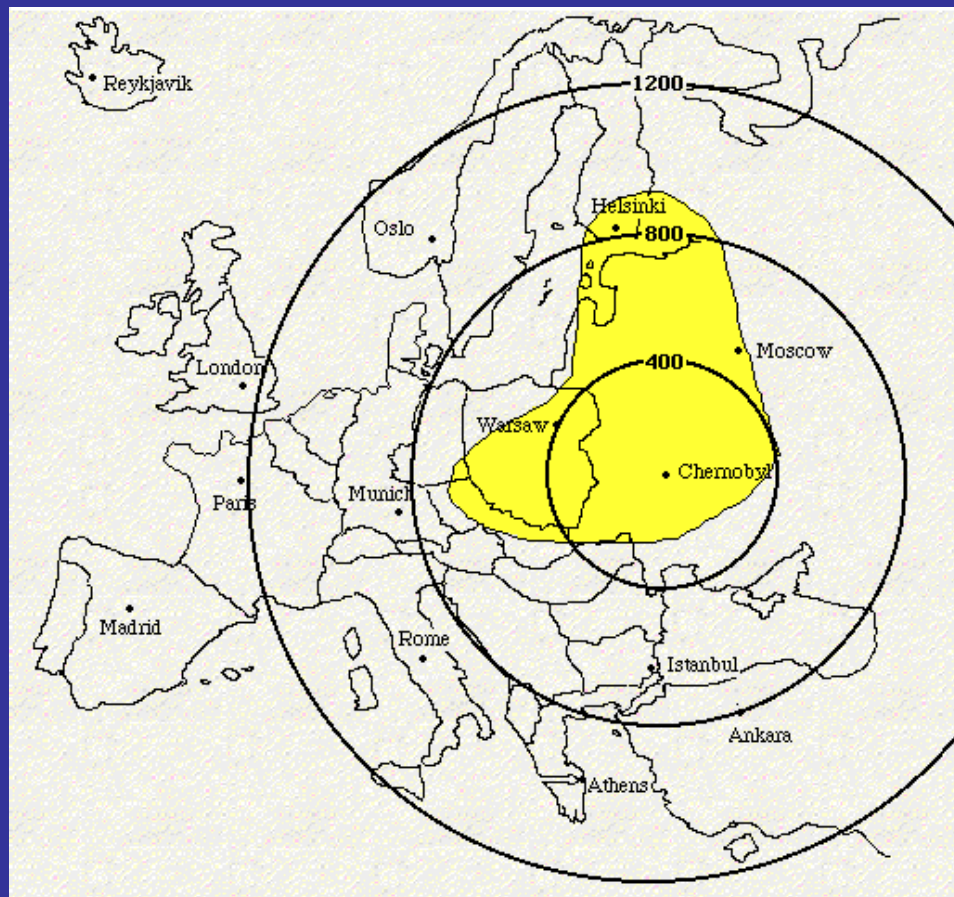 1200
Reykjavik
Helsinki
Oslo
800
Moscow
400
London
Warsaw
Chernobyl
Munich
Paris
Madrid
Rome
Istanbul
Ankara
Athens